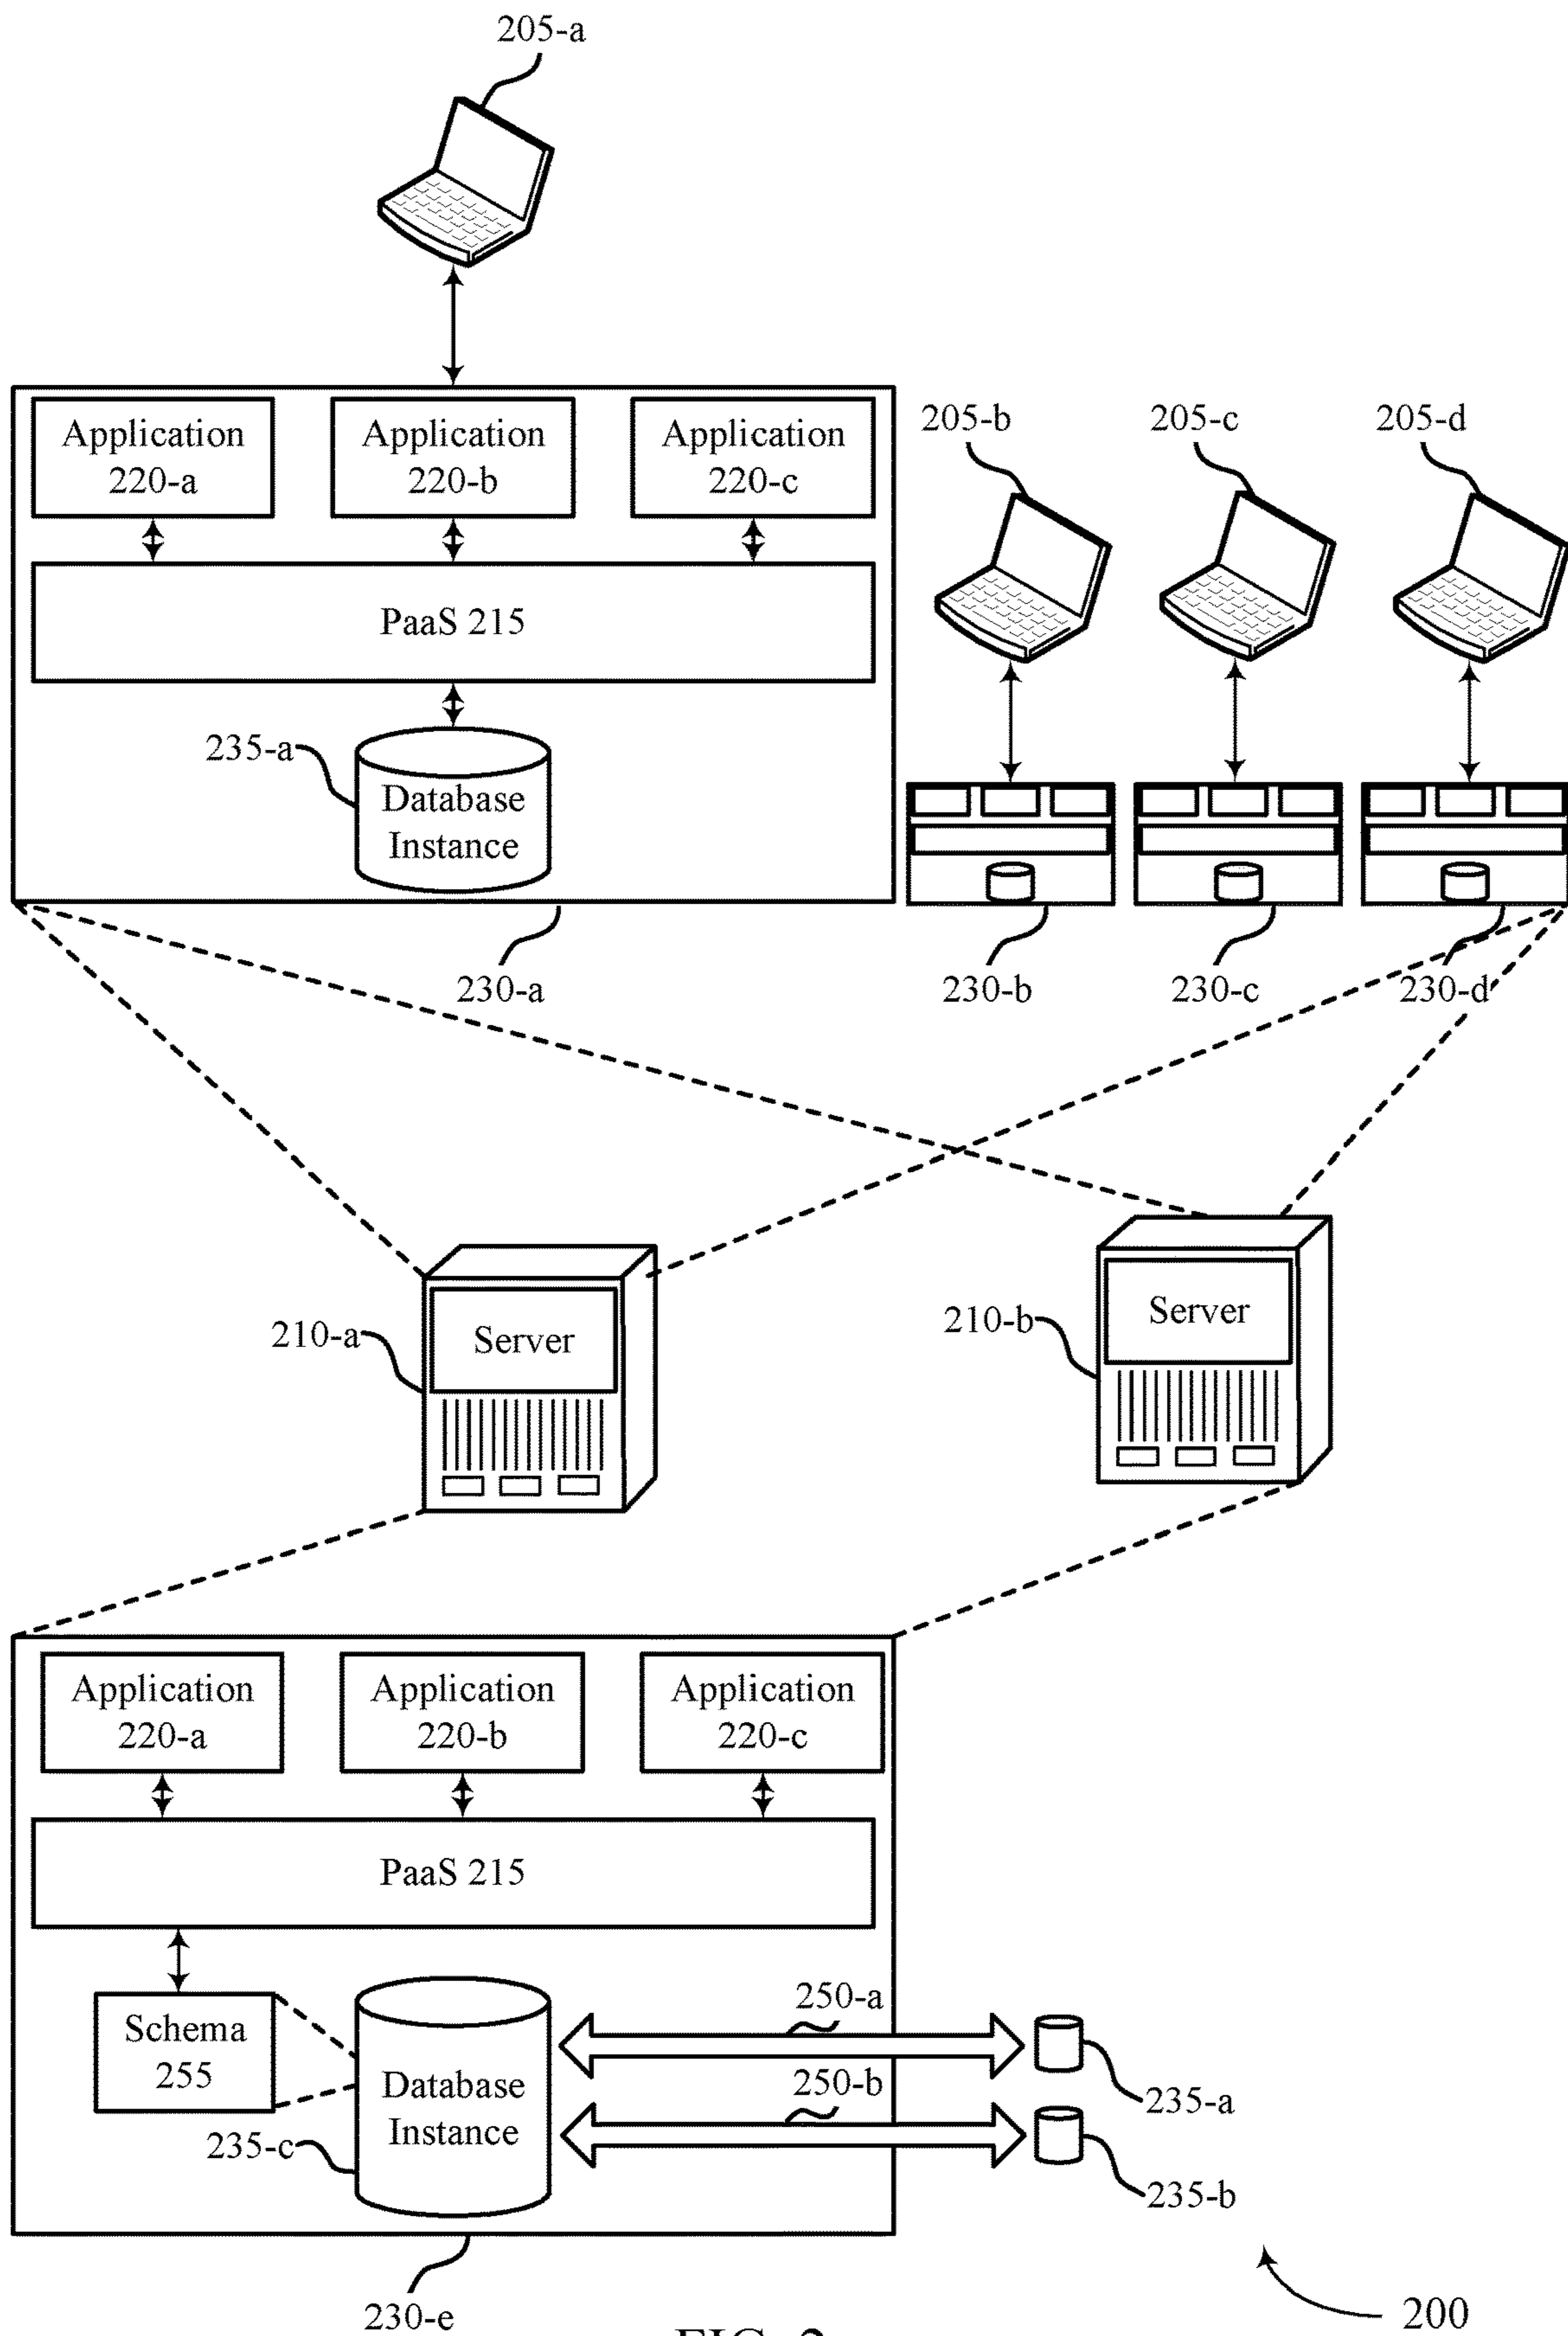 205-a
Application
220-a
Application
220-b
Application
220-c
205-b
205-c
205-d
PaaS 215
235-a
Database
Instance
230-a
230-b
230-c
230-d
210-a
Server
210-b
Server
Application
220-a
Application
220-b
Application
220-c
PaaS 215
Schema
255
250-a
Database
Instance
250-b
235-c
235-a
235-b
230-e
200
FIG. 2